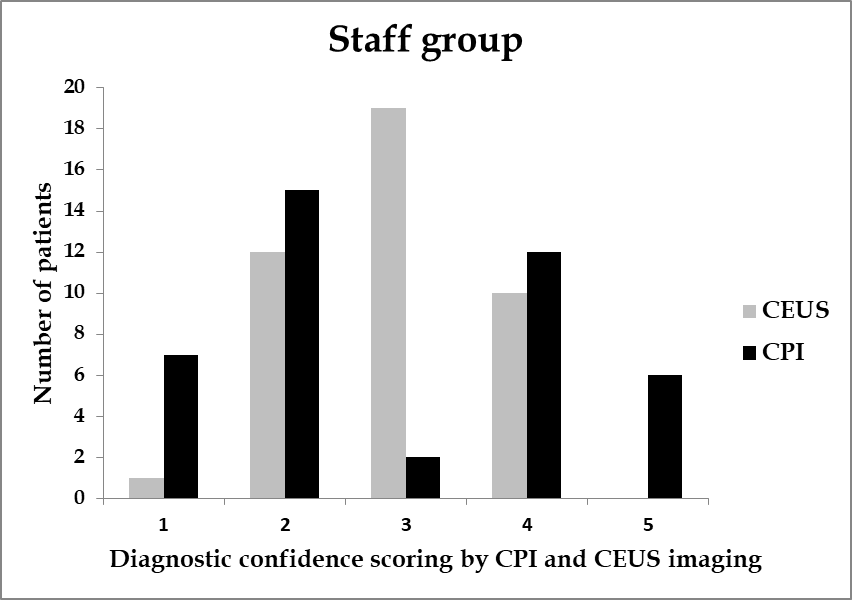 Staff group
20
18
16
14
12
10
8
6
4
2
0
Number of patients
1 2 3 4 5
Diagnostic confidence scoring by CPI and CEUS imaging
CEUS
CPI